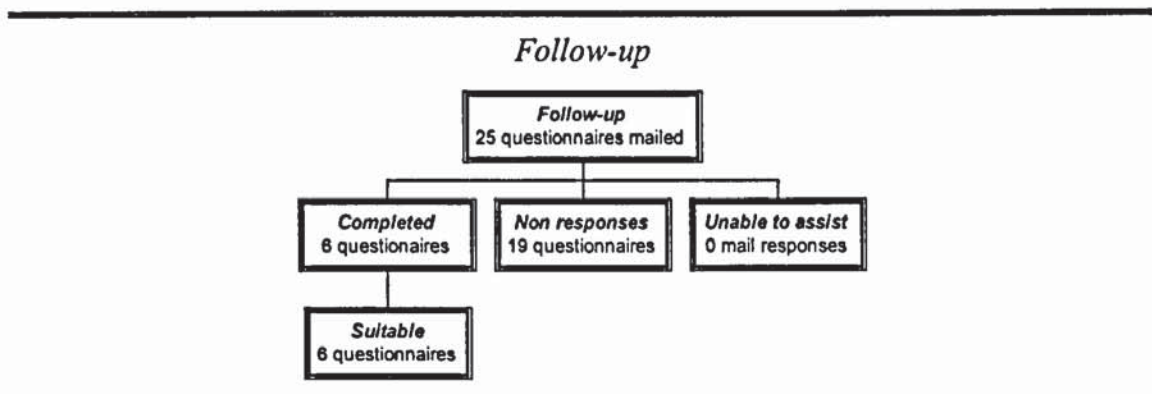 Follow-up
Follow-up
25 questionnaires mailed
Completed
6 questionaires
Non responses
19 questionnaires
Unable to assist
0 mail responses
Suitable
6 questionnaires